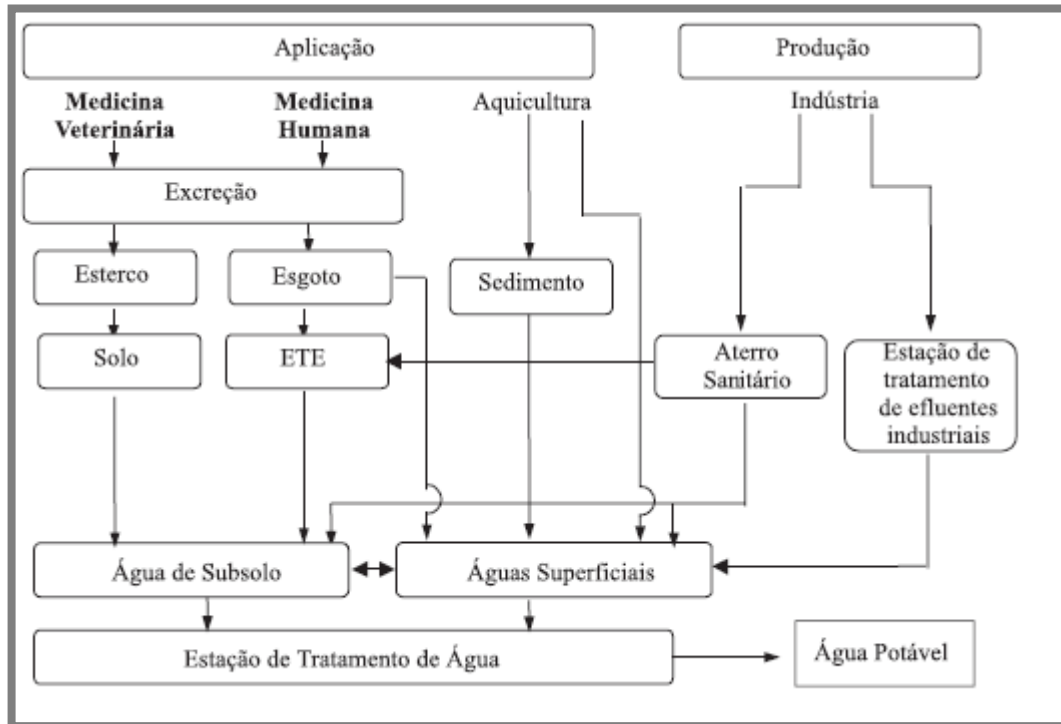 Aplicação
Produção
Medicina
Veterinária
Medicina
Humana
Aquicultura
Indústria
Excreção
Esterco
Esgoto
Sedimento
Solo
ETE
Aterro
Sanitário
Estação de
tratamento
de efluentes
industriais
Água de Subsolo
Águas Superficiais
Estação de Tratamento de Água
Água Potável